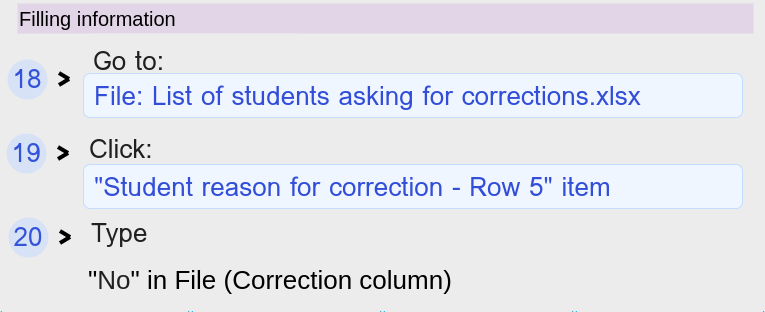 Filling information
18 > Go to:
File: List of students asking for corrections.xlsx
19 > Click:
"Student reason for correction - Row 5" item
20 > Type
"No" in File (Correction column)